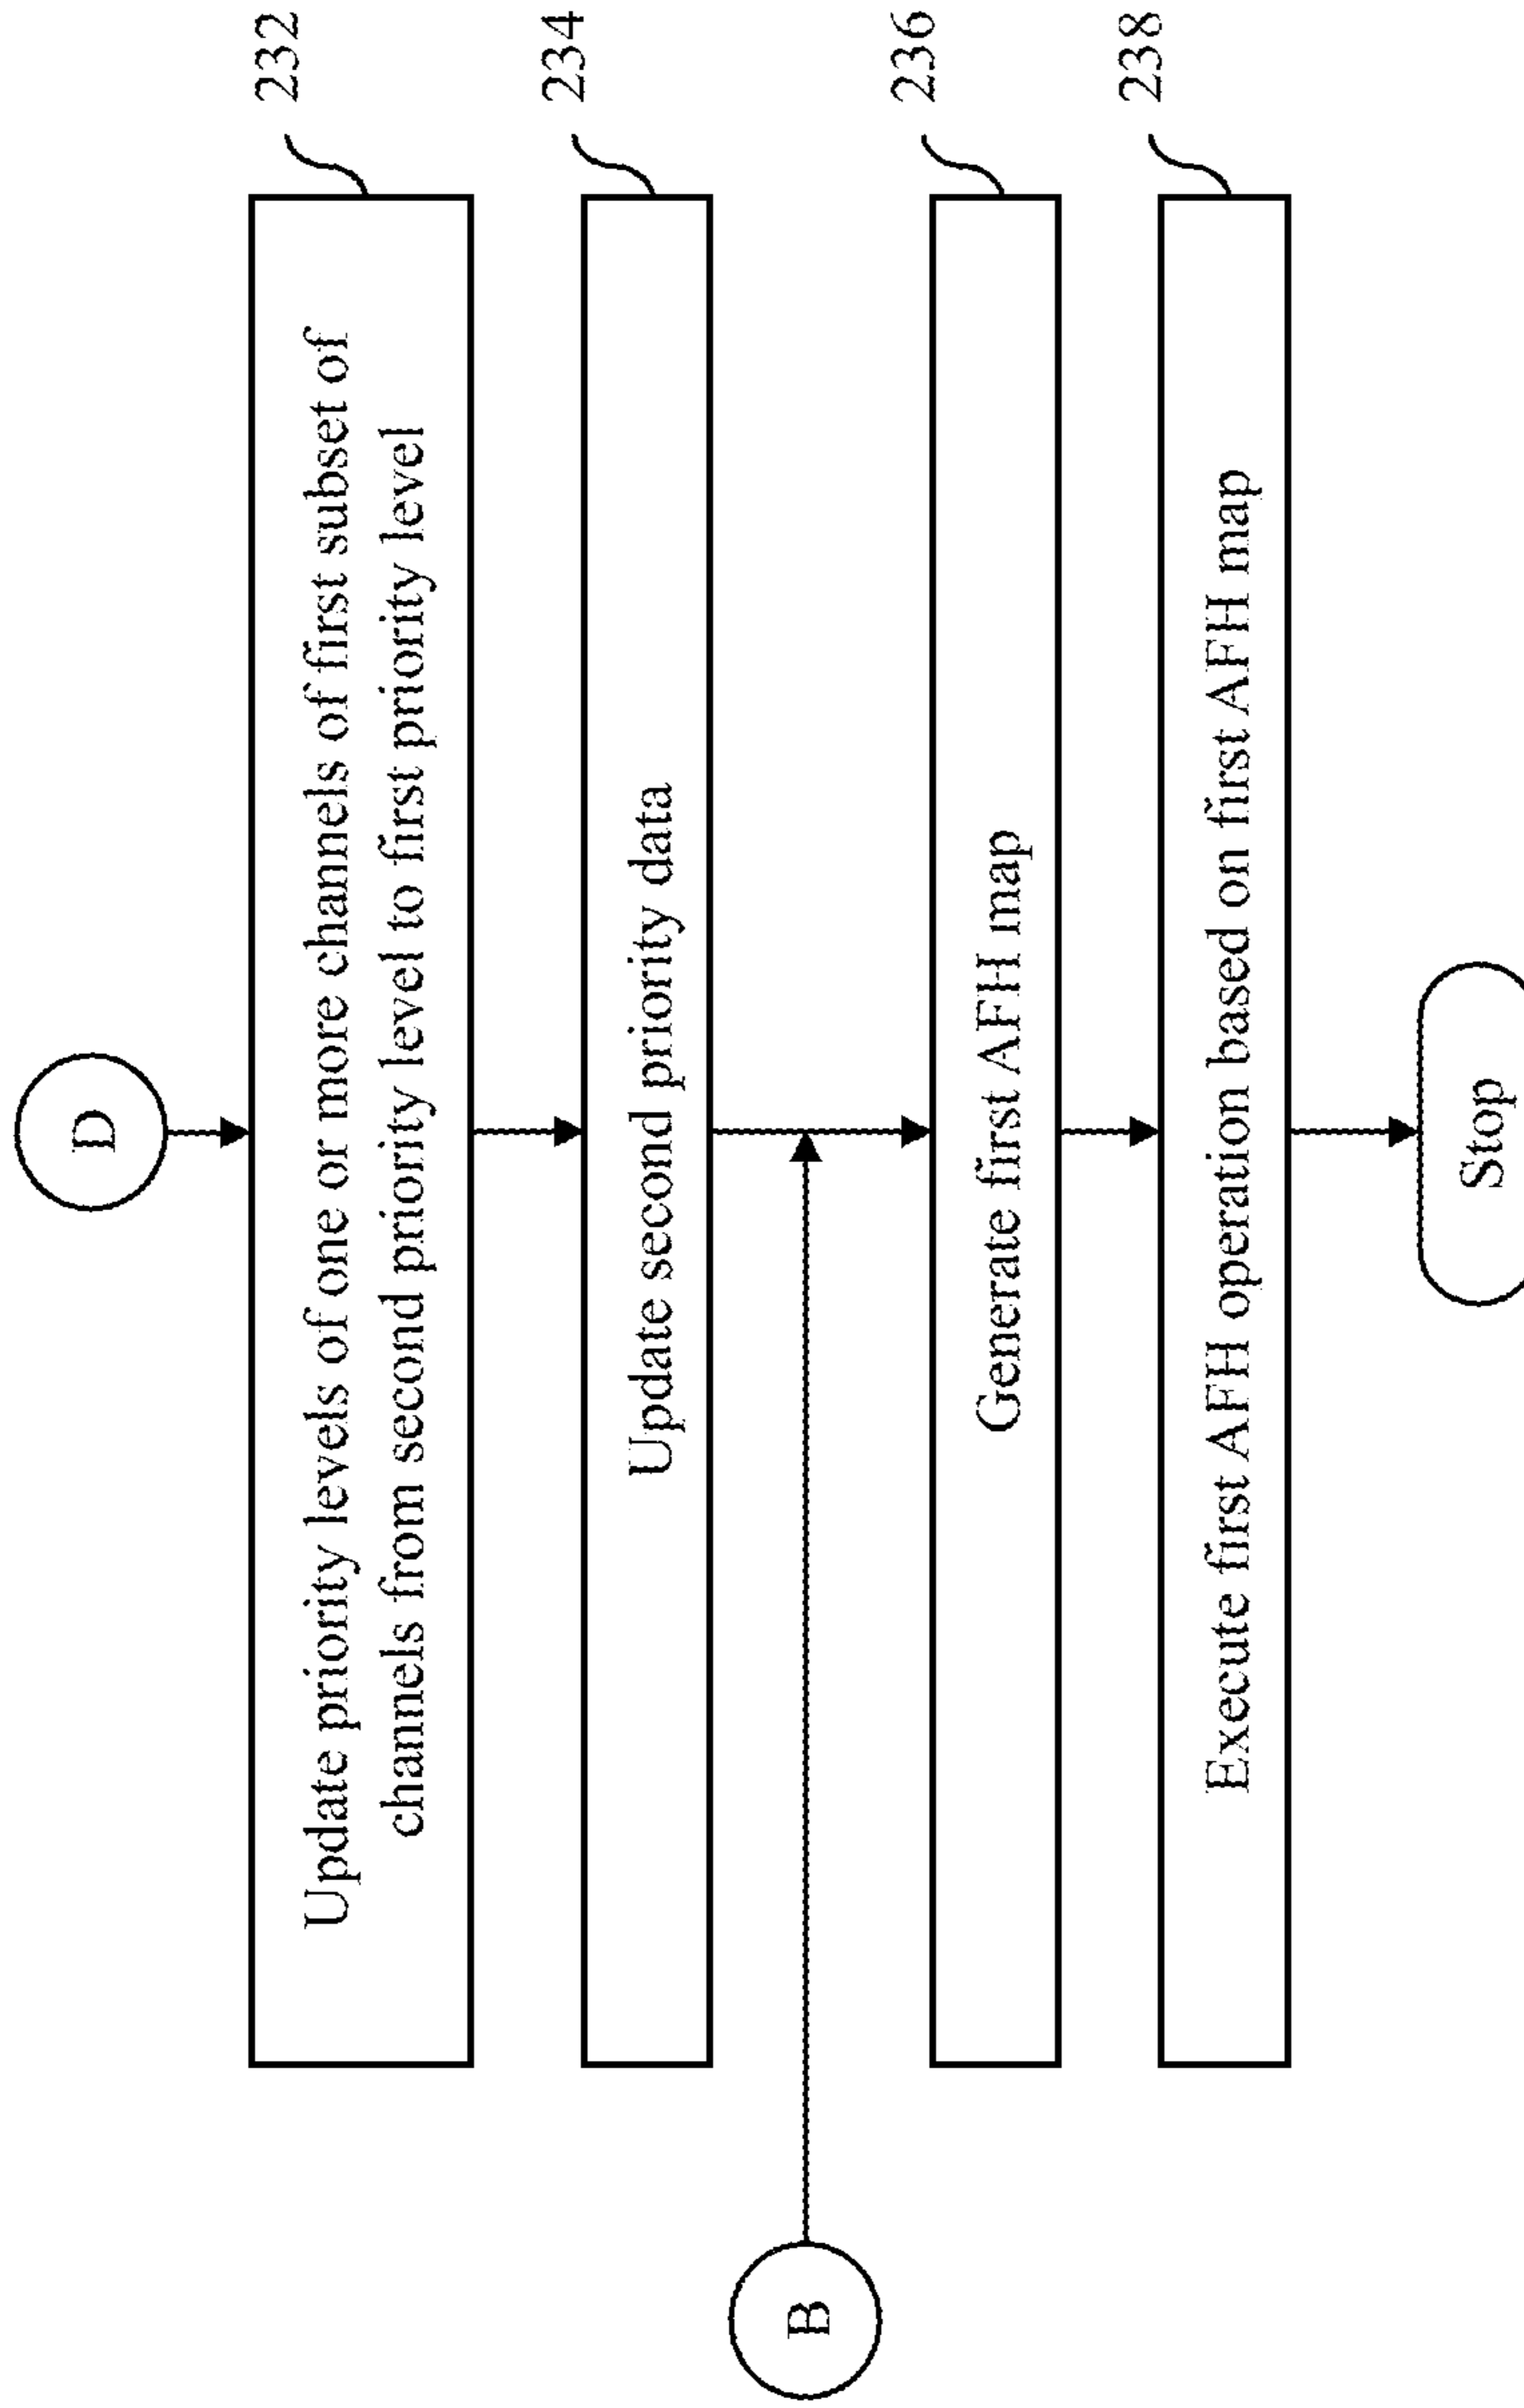 D
232
Update priority levels of one or more channels of first subset of
channels from second priority level to first priority level
234
Update second priority data
B
236
Generate first AFH map
238
Execute first AFH operation based on first AFH map
Stop